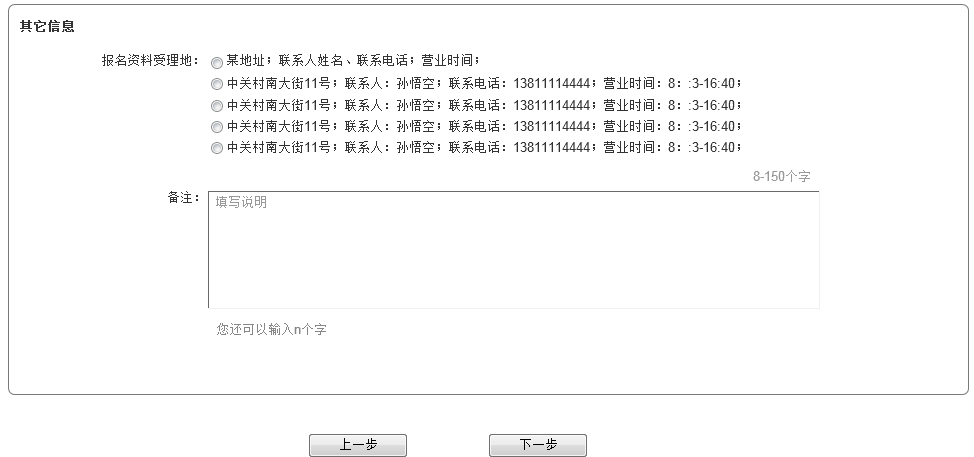 其它信息
报名资料受理地： 某地址；联系人姓名、联系电话；营业时间；
中关村南大街11号；联系人：孙悟空；联系电话：13811114444；营业时间：8：:3-16:40；
中关村南大街11号；联系人：孙悟空；联系电话：13811114444；营业时间：8：:3-16:40；
中关村南大街11号；联系人：孙悟空；联系电话：13811114444；营业时间：8：:3-16:40；
中关村南大街11号；联系人：孙悟空；联系电话：13811114444；营业时间：8：:3-16:40；
8-150个字
备注： 填写说明
您还可以输入n个字
上一步 下一步